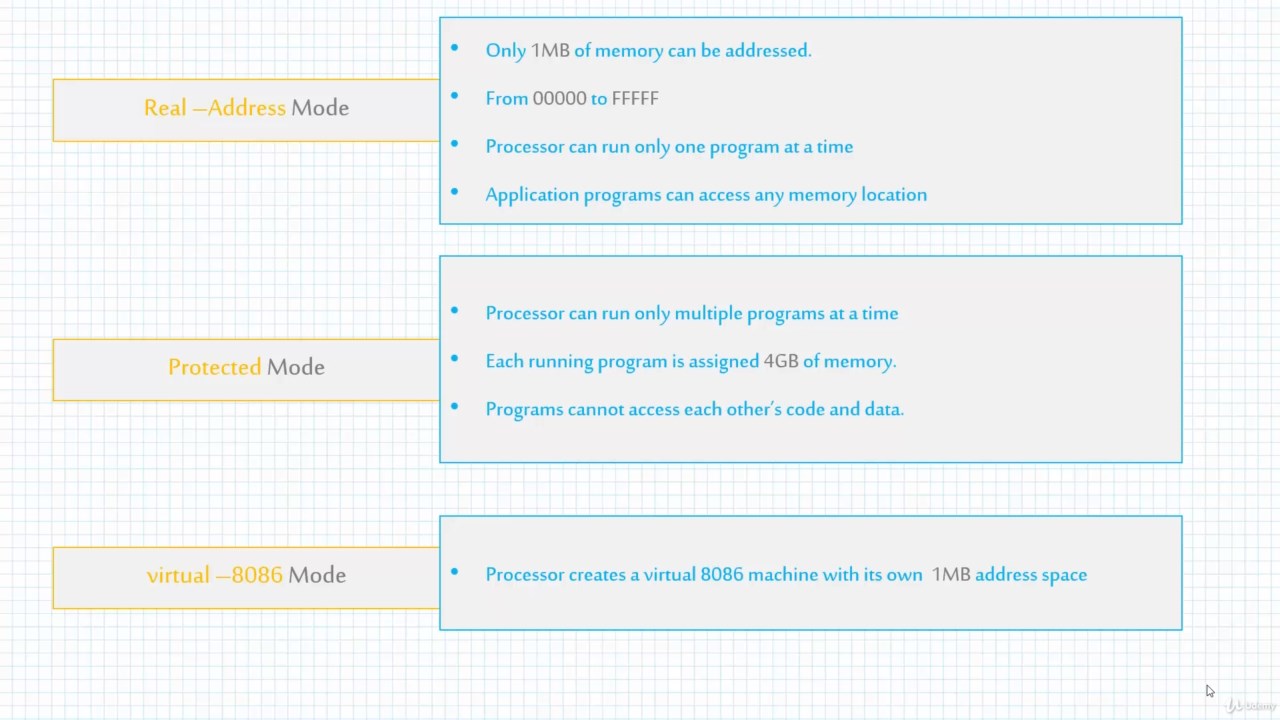 Real –Address Mode
• Only 1MB of memory can be addressed.
• From 00000 to FFFFF
• Processor can run only one program at a time
• Application programs can access any memory location
Protected Mode
• Processor can run only multiple programs at a time
• Each running program is assigned 4GB of memory.
• Programs cannot access each other's code and data.
virtual –8086 Mode
• Processor creates a virtual 8086 machine with its own 1MB address space
Udemy